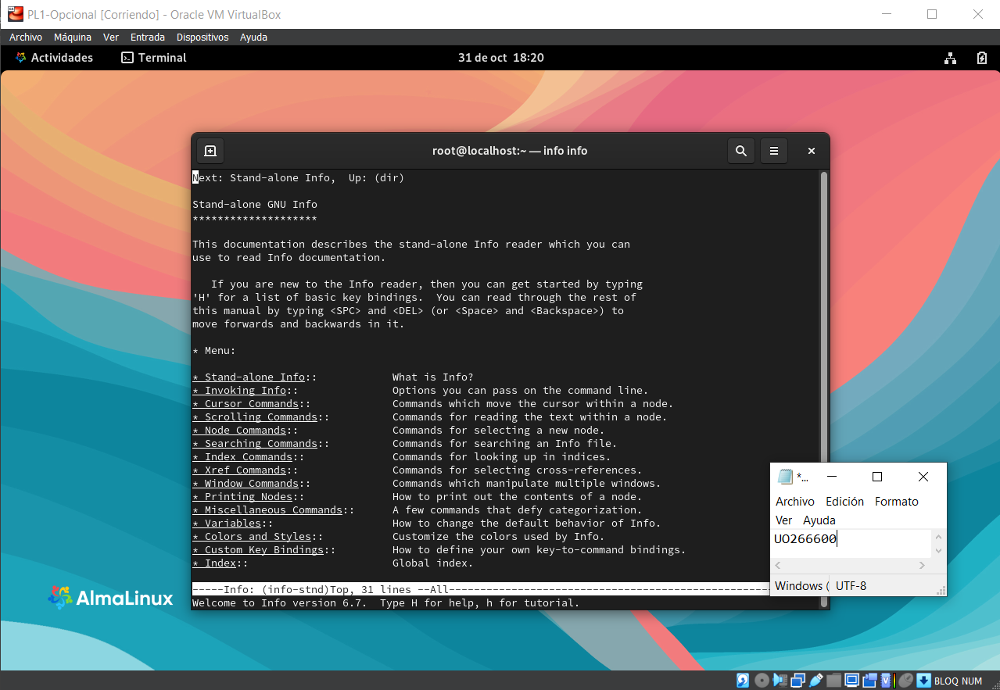 PL1-Opcional [Corriendo] - Oracle VM VirtualBox
Archivo Máquina Ver Entrada Dispositivos Ayuda
Actividades Terminal 31 de oct 18:20
root@localhost:~ — info info
Next: Stand-alone Info,  Up: (dir)
Stand-alone GNU Info
********************
This documentation describes the stand-alone Info reader which you can
use to read Info documentation.
If you are new to the Info reader, then you can get started by typing
'H' for a list of basic key bindings.  You can read through the rest of
this manual by typing <SPC> and <DEL> (or <Space> and <Backspace>) to
move forwards and backwards in it.
* Menu:
* Stand-alone Info:: What is Info?
* Invoking Info:: Options you can pass on the command line.
* Cursor Commands:: Commands which move the cursor within a node.
* Scrolling Commands:: Commands for reading the text within a node.
* Node Commands:: Commands for selecting a new node.
* Searching Commands:: Commands for searching an Info file.
* Index Commands:: Commands for looking up in indices.
* Xref Commands:: Commands for selecting cross-references.
* Window Commands:: Commands which manipulate multiple windows.
* Printing Nodes:: How to print out the contents of a node.
* Miscellaneous Commands:: A few commands that defy categorization.
* Variables:: How to change the default behavior of Info.
* Colors and Styles:: Customize the colors used by Info.
* Custom Key Bindings:: How to define your own key-to-command bindings.
* Index:: Global index.
-----Info: (info-stnd)Top, 31 lines --All----------------------------------------------------
Welcome to Info version 6.7.  Type H for help, h for tutorial.
*...
Archivo Edición Formato
Ver Ayuda
UO266600
Windows ( UTF-8
AlmaLinux
BLOQ NUM